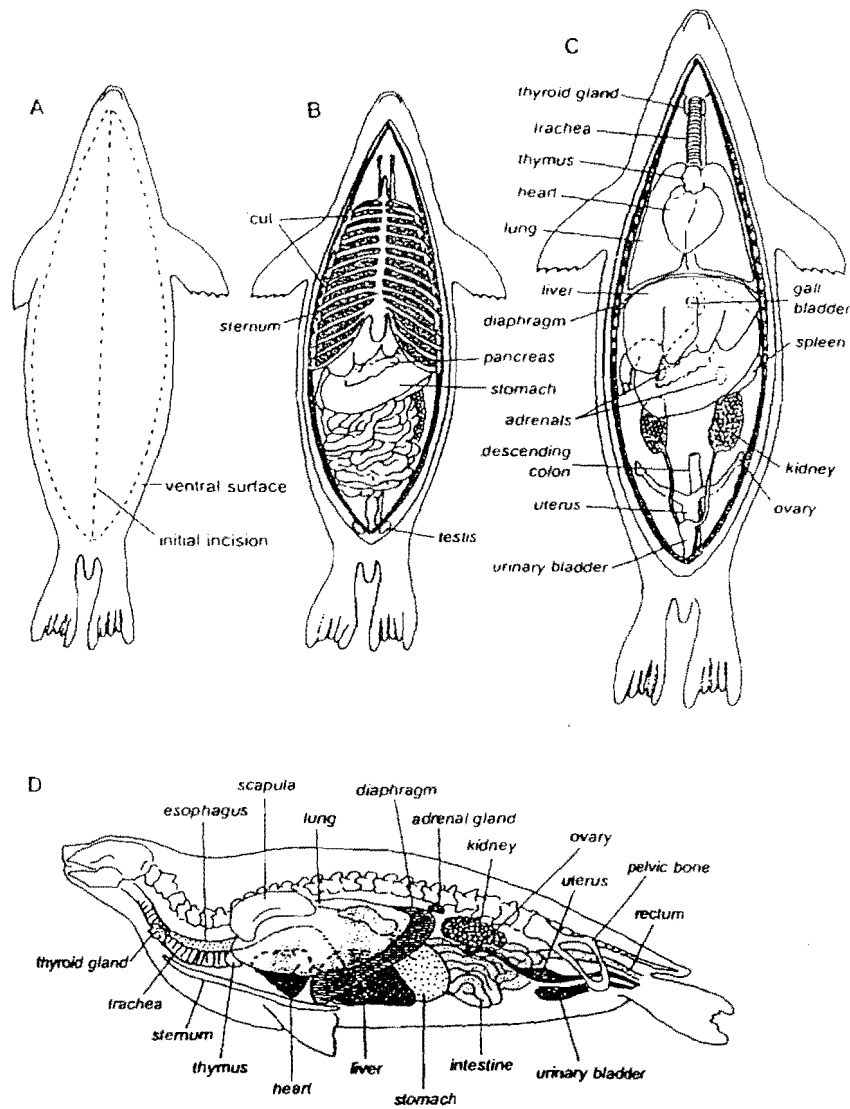 A
ventral surface
initial incision
B
cut
sternum
pancreas
stomach
testis
C
thyroid gland
trachea
thymus
heart
lung
liver
diaphragm
gall
bladder
spleen
adrenals
descending
colon
kidney
uterus
ovary
urinary bladder
D
scapula
diaphragm
esophagus
lung
adrenal gland
kidney
ovary
pelvic bone
uterus
rectum
thyroid gland
trachea
sternum
thymus
heart
liver
stomach
intestine
urinary bladder